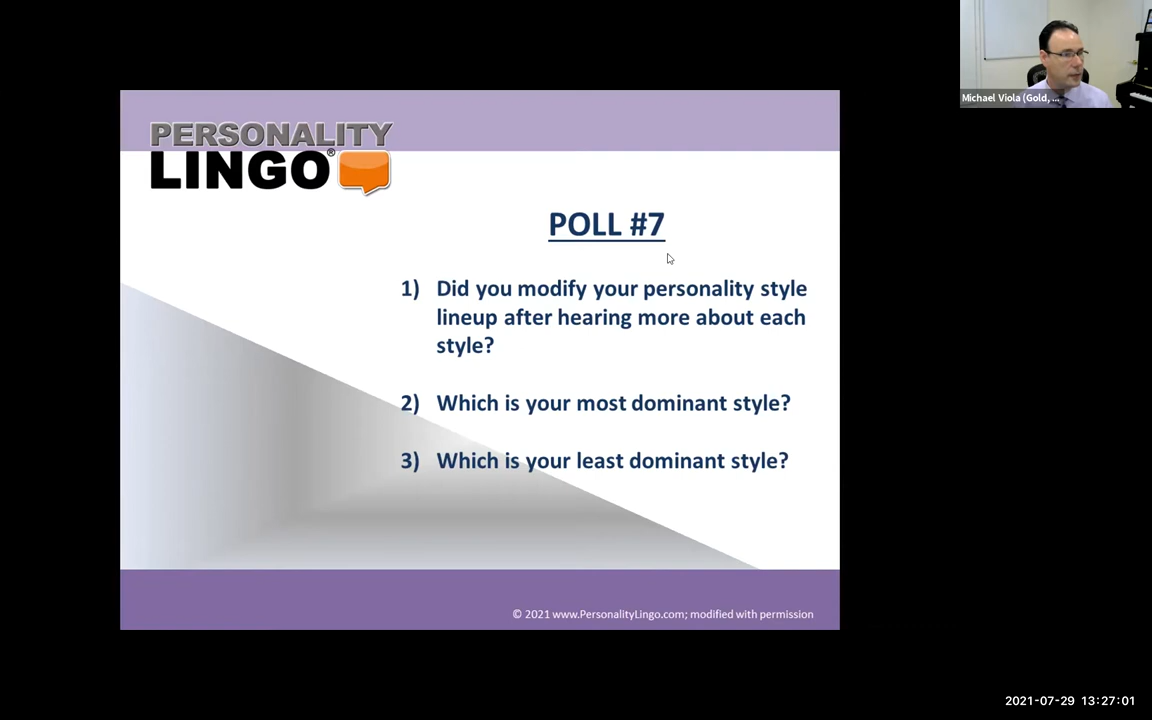 Michael Viola (Gold, ...
PERSONALITY
LINGO®
POLL #7
1) Did you modify your personality style
lineup after hearing more about each
style?
2) Which is your most dominant style?
3) Which is your least dominant style?
© 2021 www.PersonalityLingo.com; modified with permission
2021-07-29 13:27:01